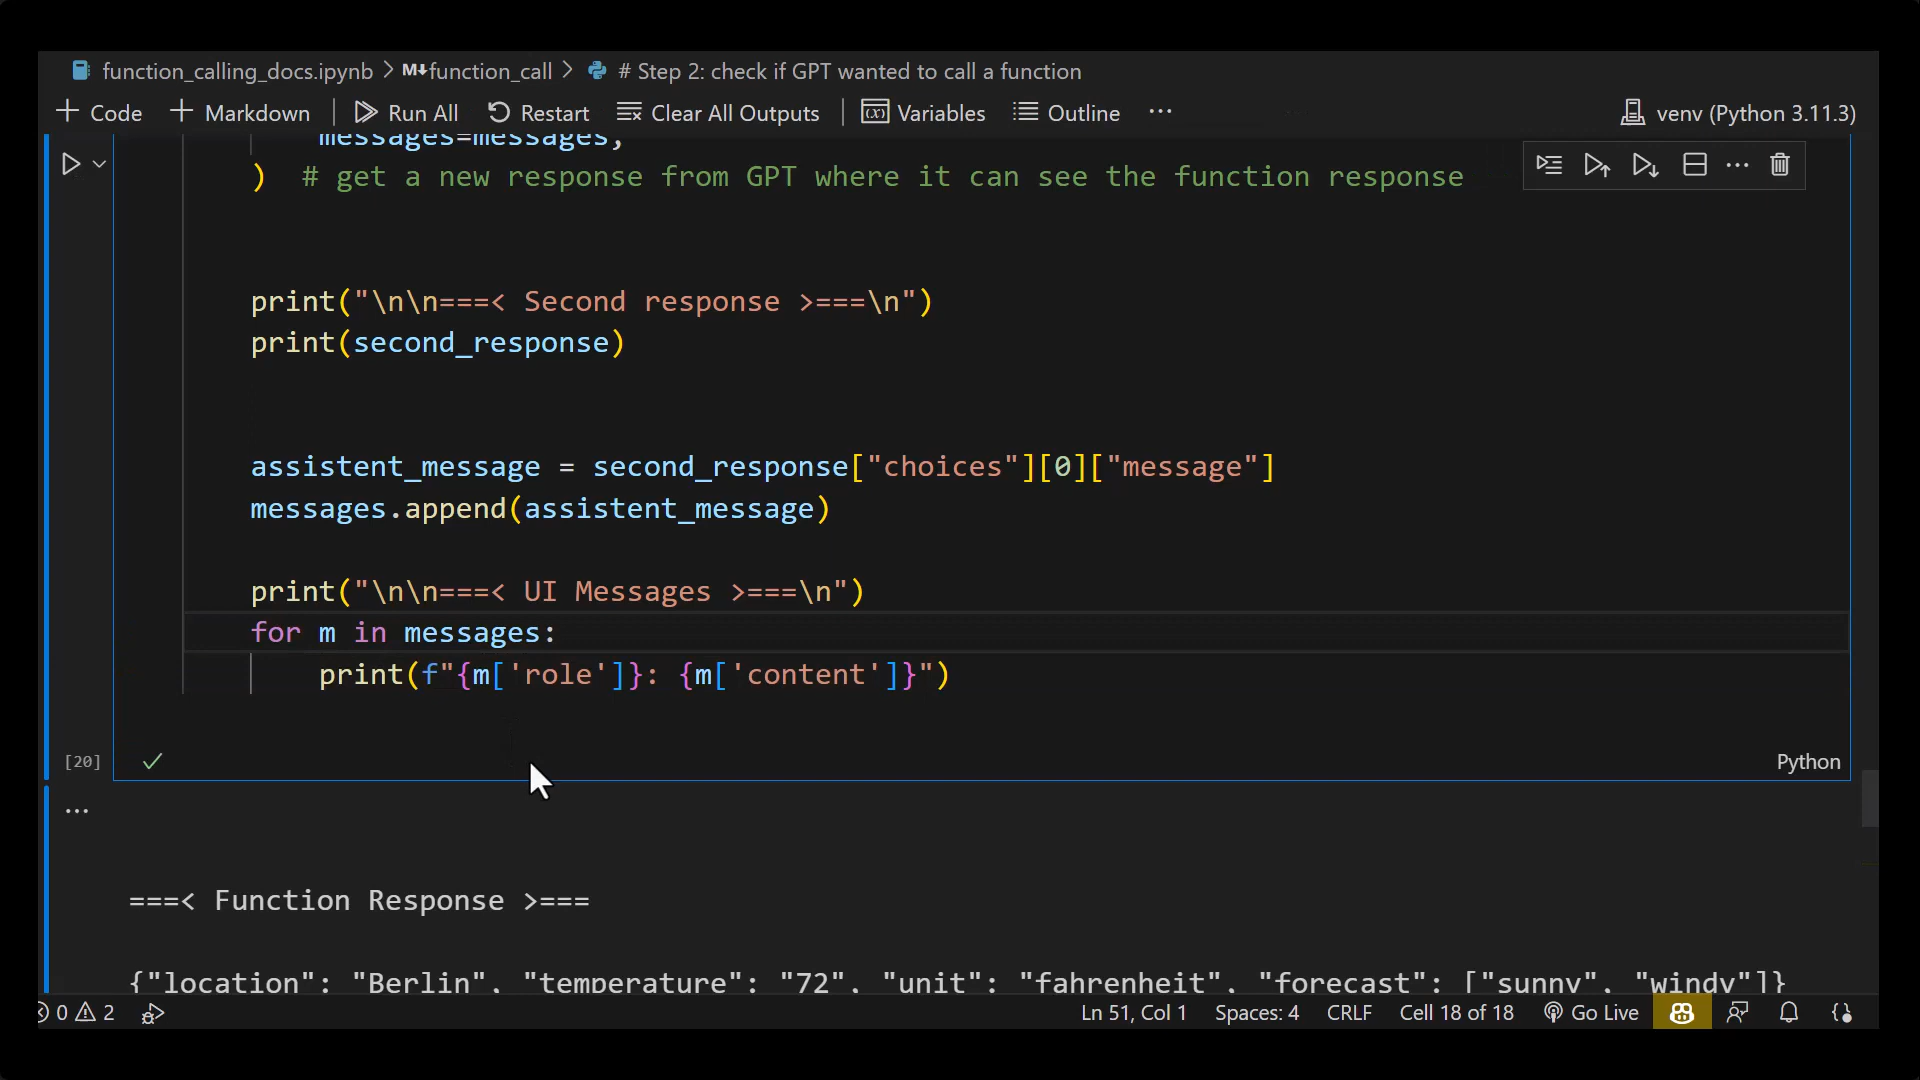 function_calling_docs.ipynb > M↓function_call > # Step 2: check if GPT wanted to call a function
+ Code + Markdown Run All Restart Clear All Outputs Variables Outline ... venv (Python 3.11.3)
messages=messages,
) # get a new response from GPT where it can see the function response
print("\n\n===< Second response >===\n")
print(second_response)
assistent_message = second_response["choices"][0]["message"]
messages.append(assistent_message)
print("\n\n===< UI Messages >===\n")
for m in messages:
print(f"{m['role']}: {m['content']}")
[20] Python
...
===< Function Response >===
{"location": "Berlin", "temperature": "72", "unit": "fahrenheit", "forecast": ["sunny", "windy"]}
0 2 Ln 51, Col 1 Spaces: 4 CRLF Cell 18 of 18 Go Live